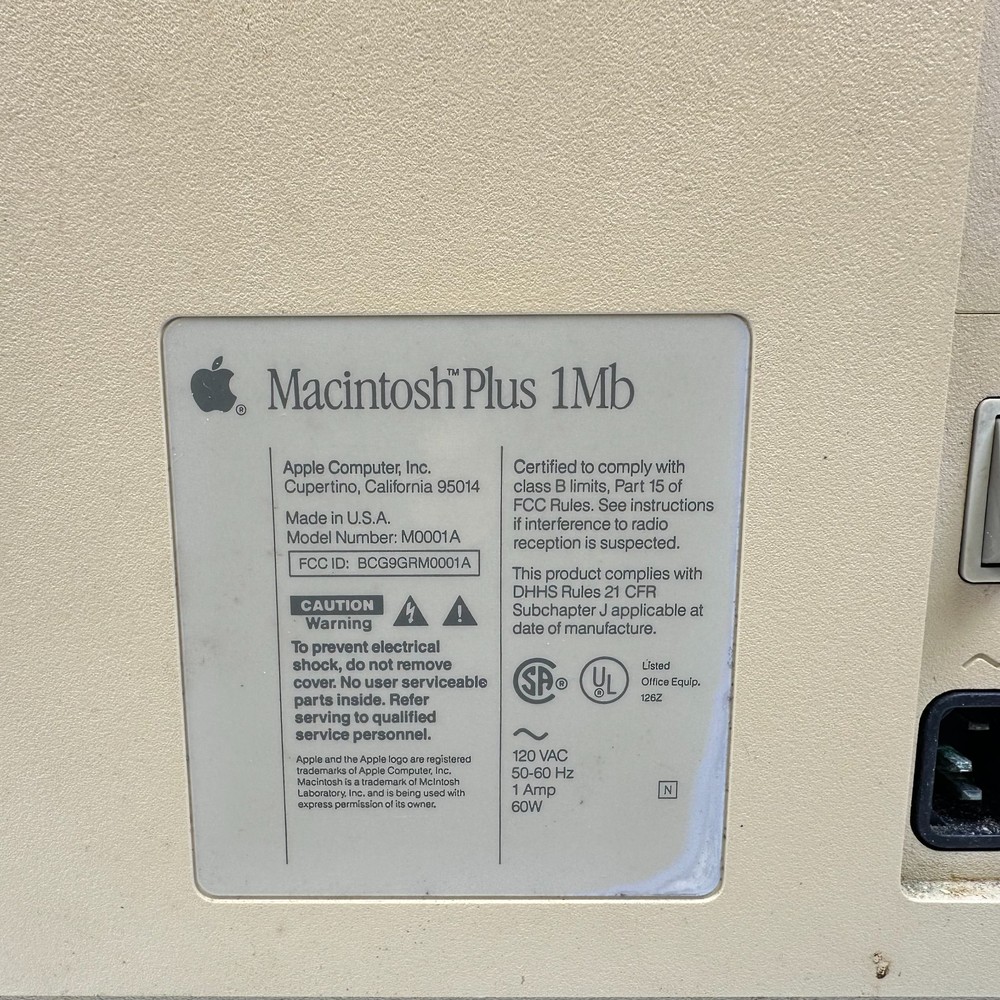 Macintosh™ Plus 1Mb
Apple Computer, Inc.
Cupertino, California 95014
Made in U.S.A.
Model Number: M0001A
FCC ID: BCG9GRM0001A
CAUTION
Warning
To prevent electrical
shock, do not remove
cover. No user serviceable
parts inside. Refer
serving to qualified
service personnel.
Apple and the Apple logo are registered
trademarks of Apple Computer, Inc.
Macintosh is a trademark of McIntosh
Laboratory, Inc. and is being used with
express permission of its owner.
Certified to comply with
class B limits, Part 15 of
FCC Rules. See instructions
if interference to radio
reception is suspected.
This product complies with
DHHS Rules 21 CFR
Subchapter J applicable at
date of manufacture.
SA ®
UL ®
Listed
Office Equip.
126Z
120 VAC
50-60 Hz
1 Amp
60W
N